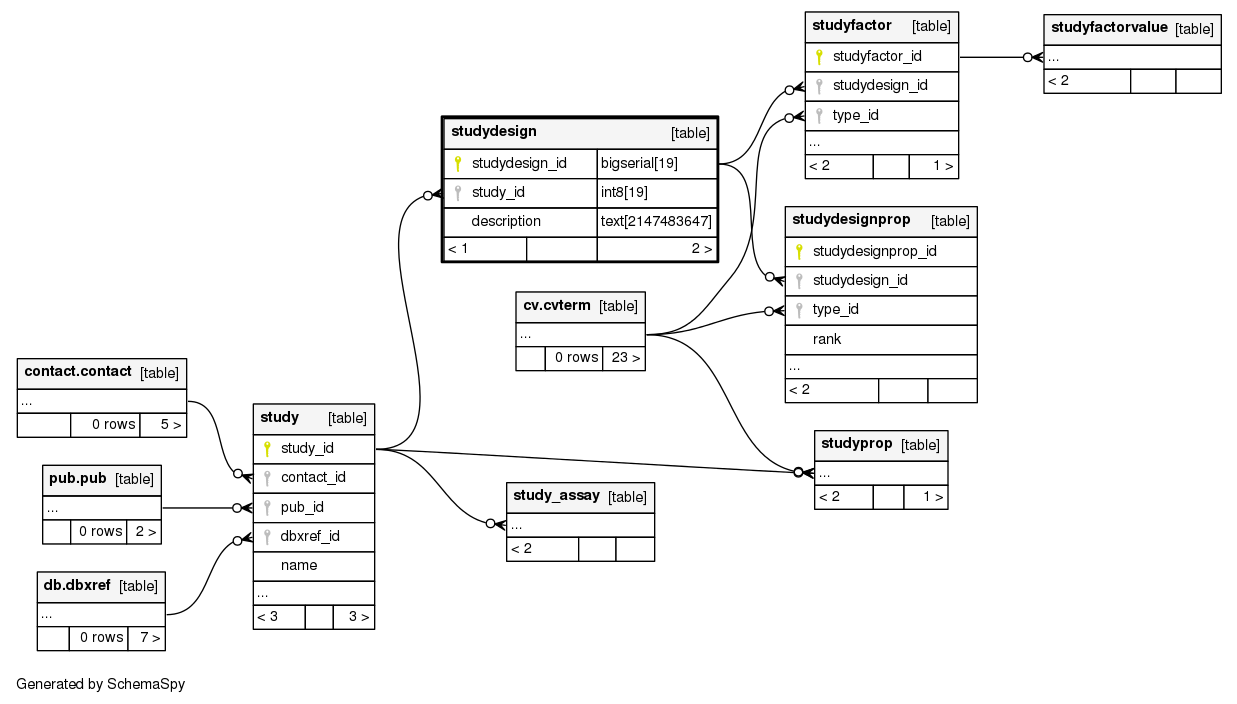 studyfactor [table]
studyfactor_id
studydesign_id
type_id
...
< 2 1 >
studyfactorvalue [table]
...
< 2
studydesign [table]
studydesign_id bigserial[19]
study_id int8[19]
description text[2147483647]
< 1 2 >
studydesignprop [table]
studydesignprop_id
studydesign_id
type_id
rank
...
< 2
cv.cvterm [table]
...
0 rows 23 >
contact.contact [table]
...
0 rows 5 >
study [table]
study_id
contact_id
pub_id
dbxref_id
name
...
< 3 3 >
studyprop [table]
...
< 2 1 >
pub.pub [table]
...
0 rows 2 >
study_assay [table]
...
< 2
db.dbxref [table]
...
0 rows 7 >
Generated by SchemaSpy